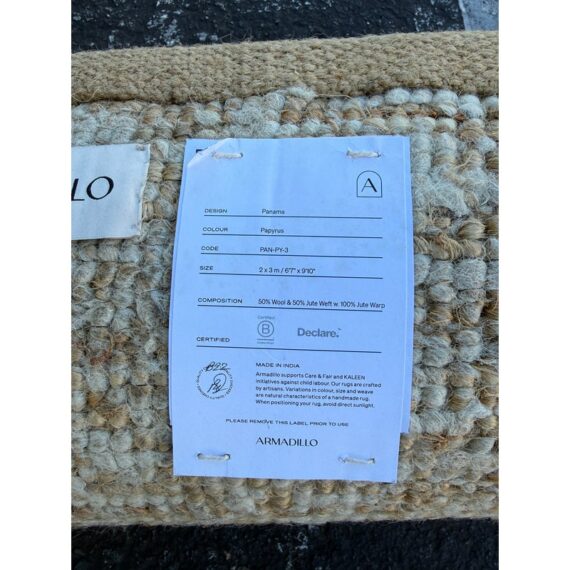 LO
A
DESIGN Panama
COLOUR Papyrus
CODE PAN-PY-3
SIZE 2 x 3 m / 6'7" x 9'10"
COMPOSITION 50% Wool & 50% Jute Weft w. 100% Jute Warp
Certified
B
Declare.
CERTIFIED
MADE IN INDIA
Armadillo supports Care & Fair and KALEEN
initiatives against child labour. Our rugs are crafted
by artisans. Variations in colour, size and weave
are natural characteristics of a handmade rug.
When positioning your rug, avoid direct sunlight.
PLEASE REMOVE THIS LABEL PRIOR TO USE
ARMADILLO